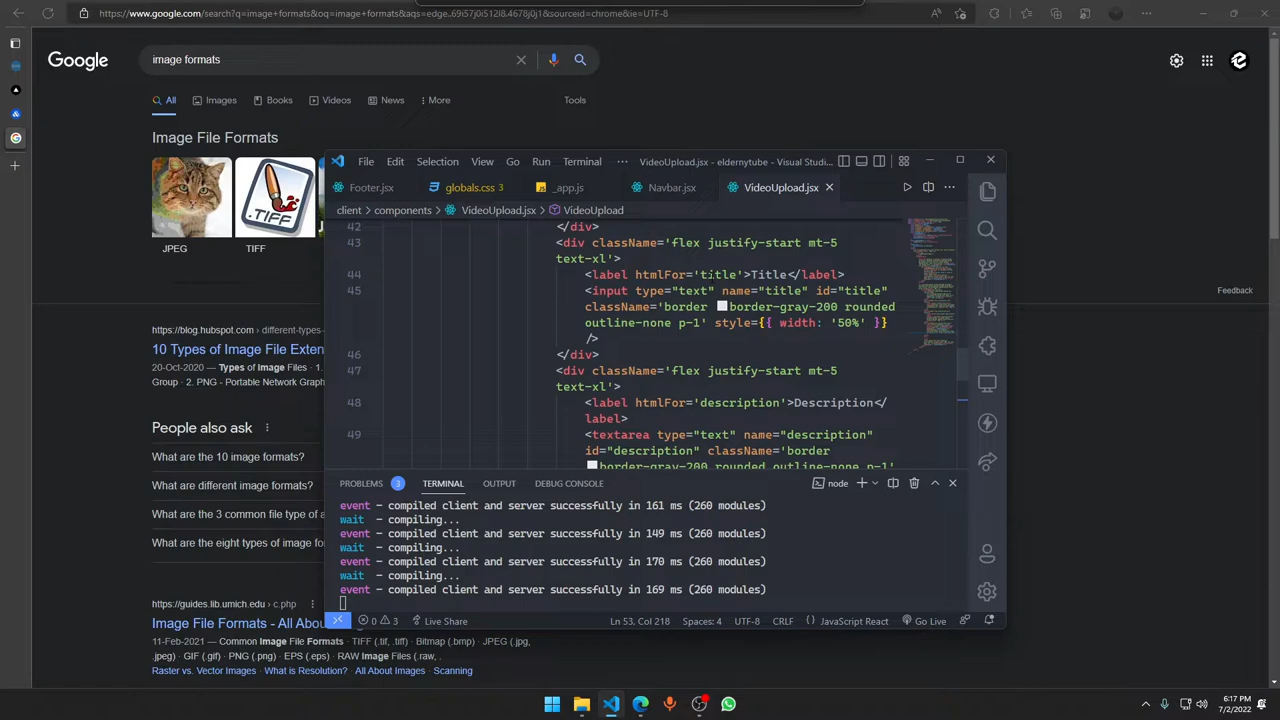 https://www.google.com/search?q=image+formats&oq=image+formats&aqs=edge..69i57j0i512l8.4678j0j1&sourceid=chrome&ie=UTF-8
Google
image formats
All
Images
Books
Videos
News
More
Tools
Image File Formats
.TIFF
JPEG
TIFF
Feedback
https://blog.hubspot.com › different-types
10 Types of Image File Exten
20-Oct-2020 — Types of Image Files · 1.
Group · 2. PNG - Portable Network Graph
People also ask
What are the 10 image formats?
What are different image formats?
What are the 3 common file type of a
What are the eight types of image fo
https://guides.lib.umich.edu › c.php
Image File Formats - All Abou
11-Feb-2021 — Common Image File Formats · TIFF (.tif, .tiff) · Bitmap (.bmp) · JPEG (.jpg,
.jpeg) · GIF (.gif) · PNG (.png) · EPS (.eps) · RAW Image Files (.raw,
Raster vs. Vector Images · What is Resolution? · All About Images · Scanning
File Edit Selection View Go Run Terminal ··· VideoUpload.jsx - eldernytube - Visual Studi...
Footer.jsx
globals.css 3
_app.js
Navbar.jsx
VideoUpload.jsx
client › components › VideoUpload.jsx › VideoUpload
42 </div>
43 <div className='flex justify-start mt-5
text-xl'>
44 <label htmlFor='title'>Title</label>
45 <input type="text" name="title" id="title"
className='border border-gray-200 rounded
outline-none p-1' style={{ width: '50%' }}
/>
46 </div>
47 <div className='flex justify-start mt-5
text-xl'>
48 <label htmlFor='description'>Description</
label>
49 <textarea type="text" name="description"
id="description" className='border
border-gray-200 rounded outline-none p-1'
PROBLEMS 3 TERMINAL OUTPUT DEBUG CONSOLE node
event - compiled client and server successfully in 161 ms (260 modules)
wait - compiling...
event - compiled client and server successfully in 149 ms (260 modules)
wait - compiling...
event - compiled client and server successfully in 170 ms (260 modules)
wait - compiling...
event - compiled client and server successfully in 169 ms (260 modules)
0 3 Live Share Ln 53, Col 218 Spaces: 4 UTF-8 CRLF {} JavaScript React Go Live
6:17 PM
7/2/2022